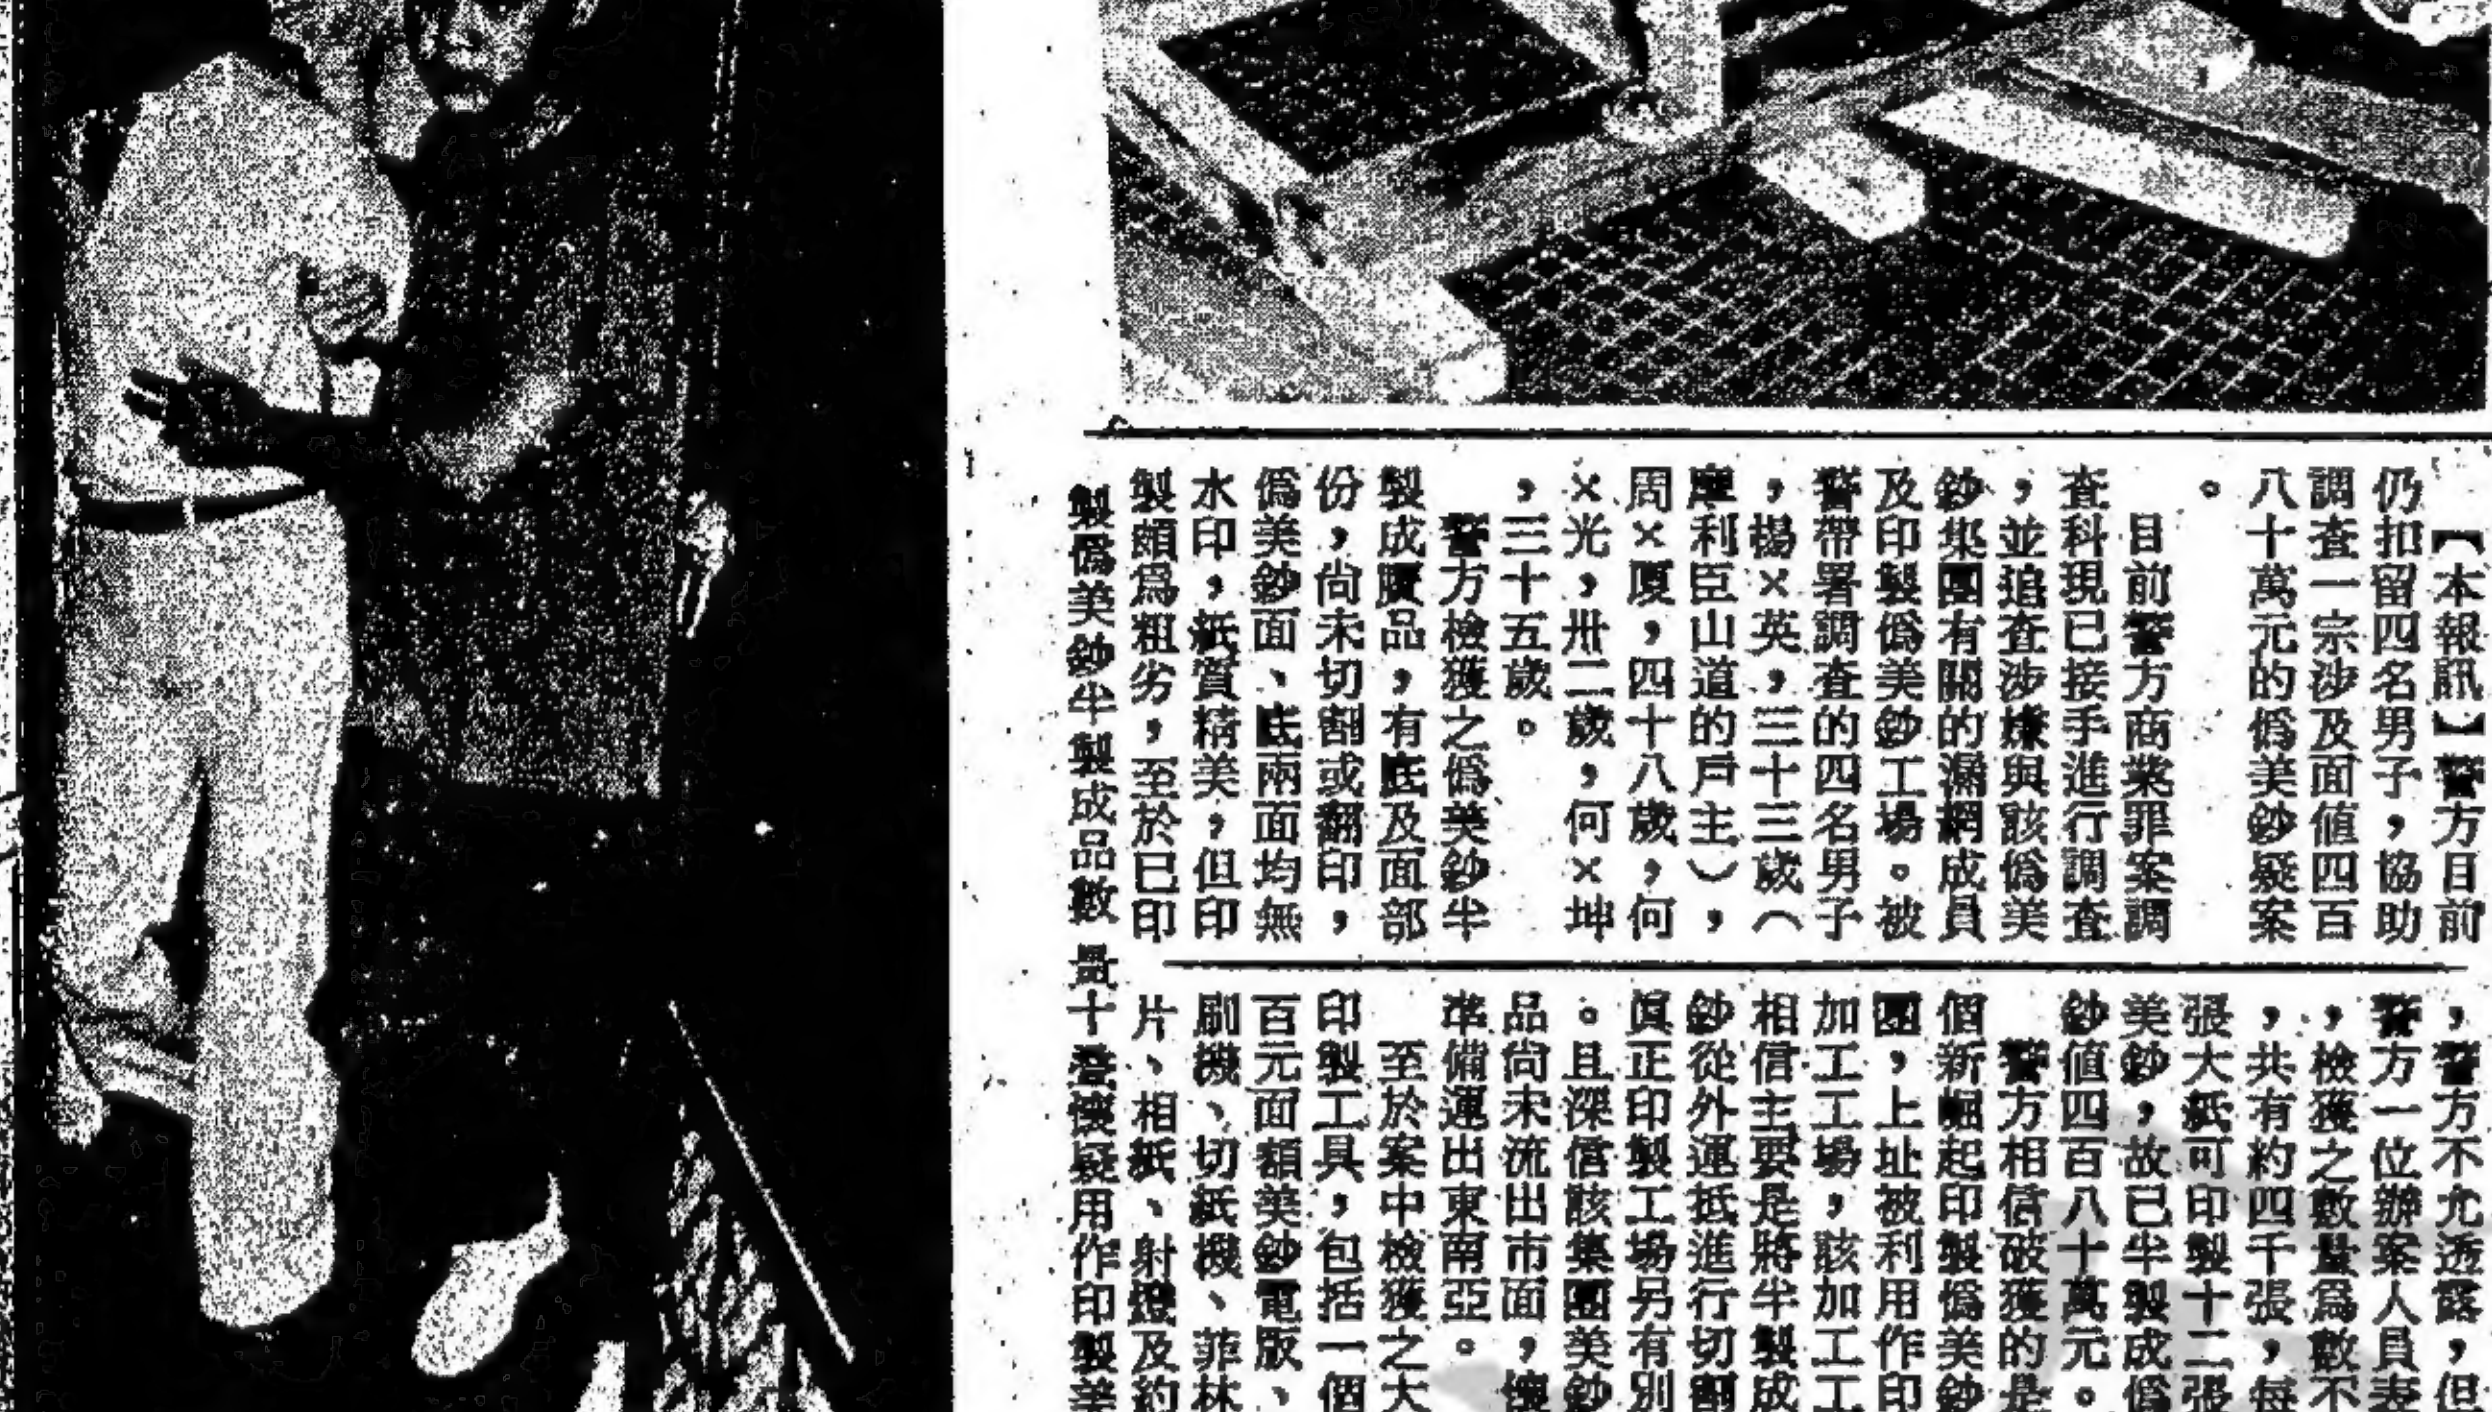 【本報訊】警方目前
仍扣留四名男子，協助
調查一宗涉及面值四百
八十萬元的偽美鈔疑案
。
目前警方商業罪案調
查科現已接手進行調查
，並追查涉嫌與該偽美
鈔集團有關的漏網成員
及印製偽美鈔工場。被
警帶署調查的四名男子
，楊×英，三十三歲（
摩利臣山道的戶主），
周×厦，四十八歲，何
×光，卅二歲，何×坤
，三十五歲。
警方檢獲之偽美鈔半
製成贋品，有底及面部
份，尚未切割或翻印，
偽美鈔面、底兩面均無
水印，紙質精美，但印
製頗爲粗劣，至於已印
製偽美鈔半製成品數量
，警方不允透露，但
警方一位辦案人員表
，檢獲之數量爲數不
，共有約四千張，每
張大紙可印製十二張
美鈔，故已半製成偽
鈔值四百八十萬元。
警方相信破獲的是
個新崛起印製偽美鈔
團，上址被利用作印
加工工場，該加工工
相信主要是將半製成
鈔從外運抵進行切割
眞正印製工場另有別
。且深信該集團美鈔
品尚未流出市面，懷
準備運出東南亞。
至於案中檢獲之大
印製工具，包括一個
百元面額美鈔電版、
刷機、切紙機、菲林
片、相紙、射燈及約
十
懷疑用作印製美